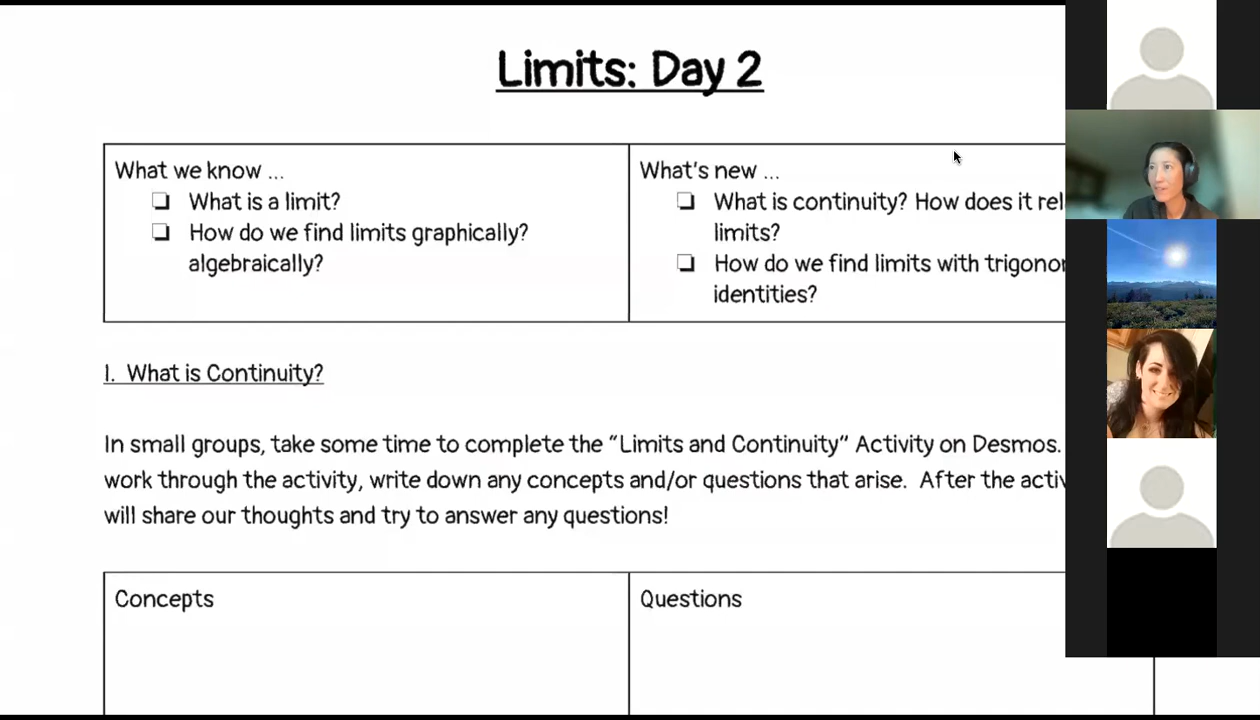 Limits: Day 2
What we know ...
What is a limit?
How do we find limits graphically?
algebraically?
What's new ...
What is continuity? How does it rel
limits?
How do we find limits with trigonor
identities?
1. What is Continuity?
In small groups, take some time to complete the “Limits and Continuity” Activity on Desmos.
work through the activity, write down any concepts and/or questions that arise. After the activ
will share our thoughts and try to answer any questions!
Concepts
Questions